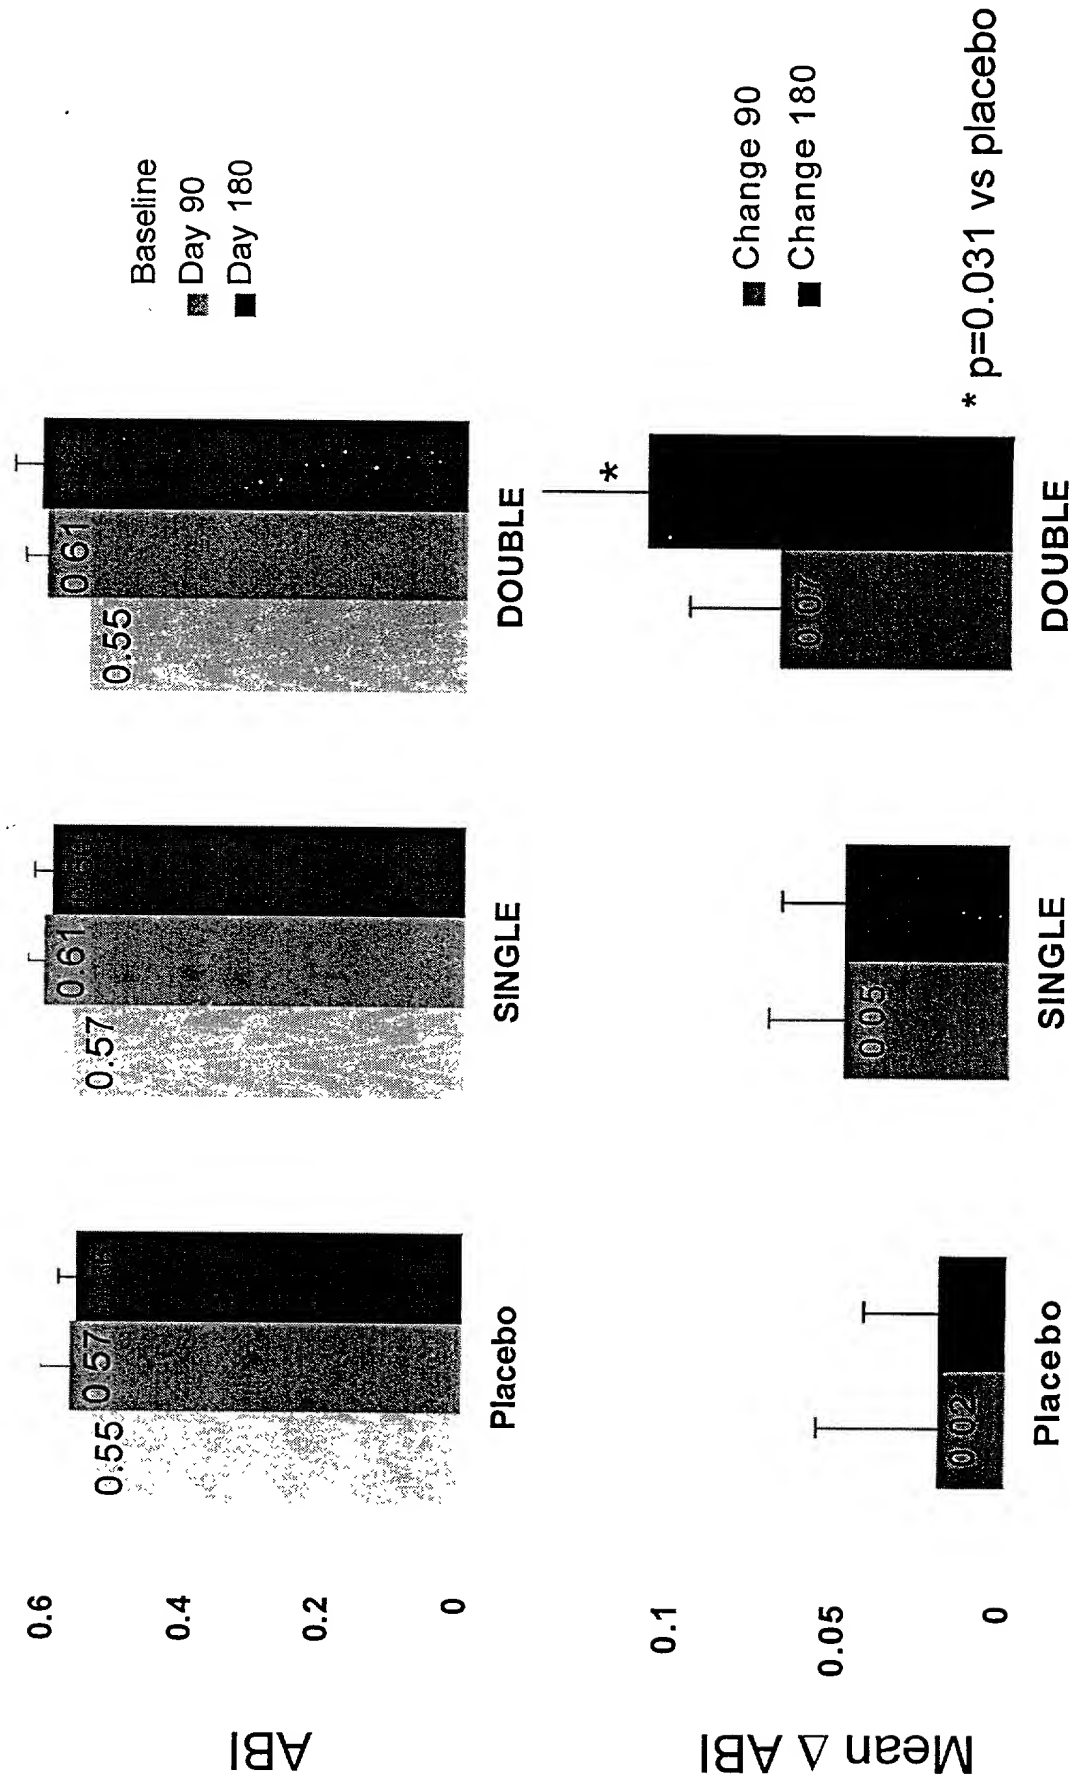 ABI
0.6
0.4
0.2
0
0.55
0.57
Placebo
0.57
0.61
SINGLE
0.55
0.61
DOUBLE
Baseline
Day 90
Day 180
Mean Δ ABI
0.1
0.05
0
0.02
Placebo
0.05
SINGLE
0.07
*
DOUBLE
Change 90
Change 180
* p=0.031 vs placebo